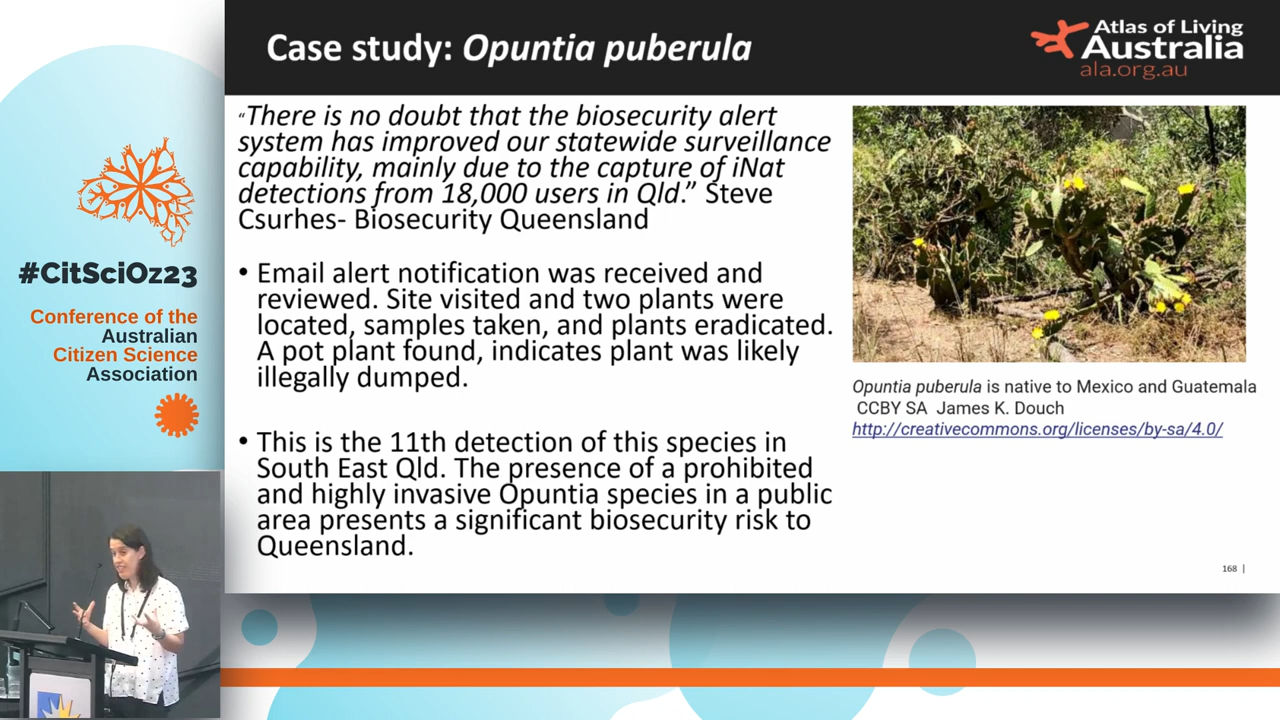 Case study: Opuntia puberula
Atlas of Living
Australia
ala.org.au
“There is no doubt that the biosecurity alert
system has improved our statewide surveillance
capability, mainly due to the capture of iNat
detections from 18,000 users in Qld.” Steve
Csurhes- Biosecurity Queensland
• Email alert notification was received and
reviewed. Site visited and two plants were
located, samples taken, and plants eradicated.
A pot plant found, indicates plant was likely
illegally dumped.
• This is the 11th detection of this species in
South East Qld. The presence of a prohibited
and highly invasive Opuntia species in a public
area presents a significant biosecurity risk to
Queensland.
Opuntia puberula is native to Mexico and Guatemala
CCBY SA James K. Douch
http://creativecommons.org/licenses/by-sa/4.0/
168 |
#CitSciOz23
Conference of the
Australian
Citizen Science
Association